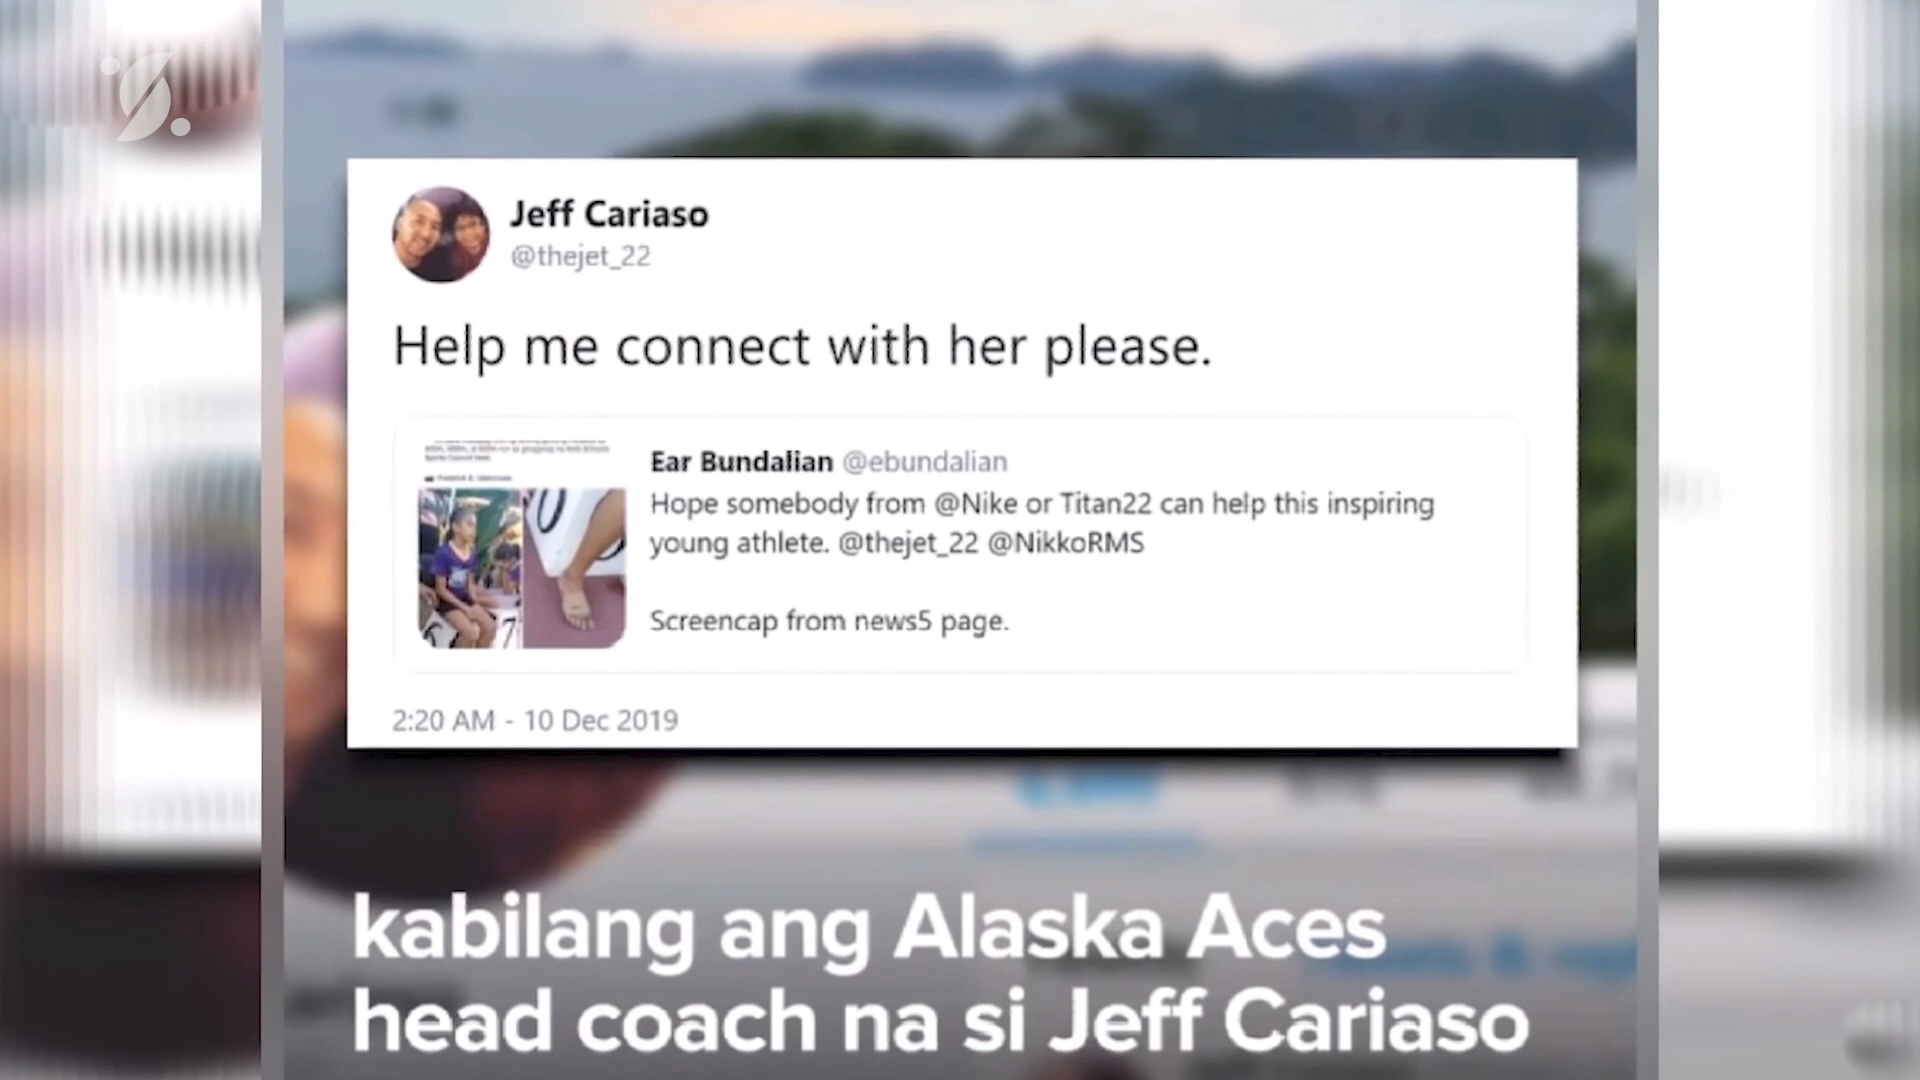 Jeff Cariaso
@thejet_22
Help me connect with her please.
Ear Bundalian @ebundalian
Hope somebody from @Nike or Titan22 can help this inspiring
young athlete. @thejet_22 @NikkoRMS
Screencap from news5 page.
2:20 AM - 10 Dec 2019
kabilang ang Alaska Aces
head coach na si Jeff Cariaso